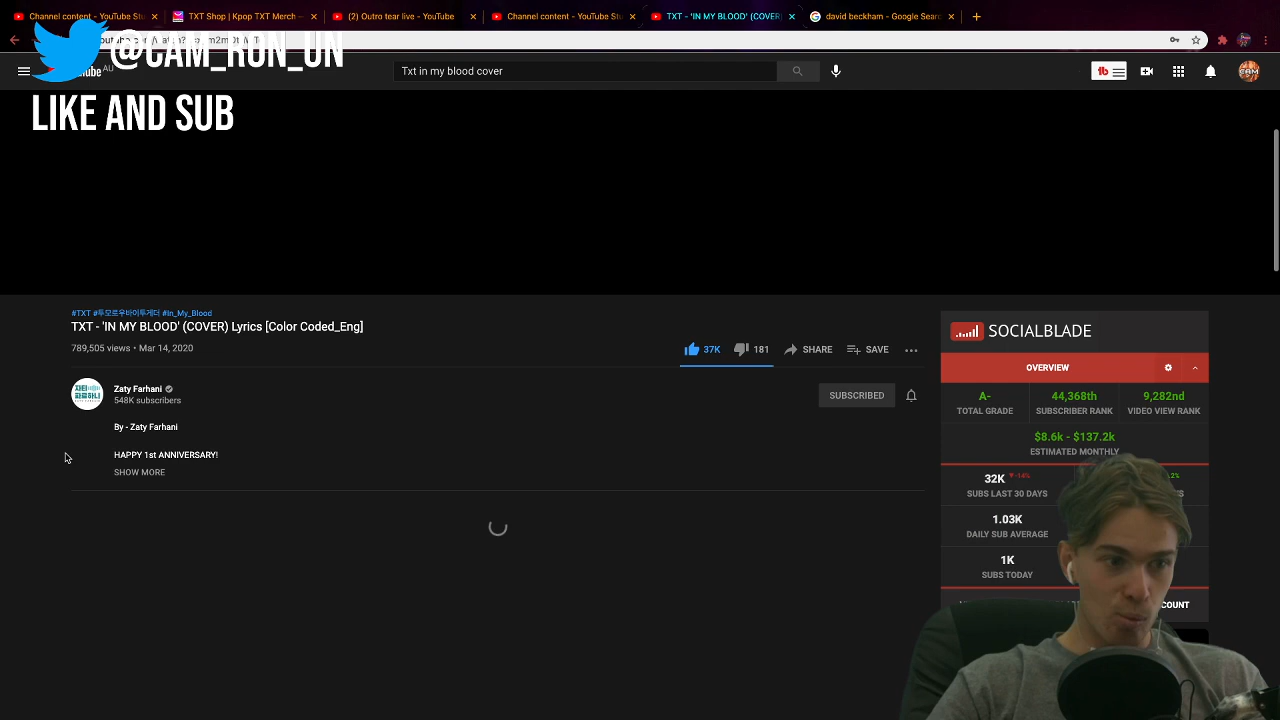 Channel content - YouTube Stu
TXT Shop | Kpop TXT Merch –
(2) Outro tear live - YouTube
Channel content - YouTube Stu
TXT - 'IN MY BLOOD' (COVER)
david beckham - Google Searc
@CAM_RON_ON
AU
Txt in my blood cover
LIKE AND SUB
#TXT #투모로우바이투게더 #In_My_Blood
TXT - 'IN MY BLOOD' (COVER) Lyrics [Color Coded_Eng]
789,505 views • Mar 14, 2020
37K
181
SHARE
SAVE
Zaty Farhani
548K subscribers
SUBSCRIBED
By - Zaty Farhani
HAPPY 1st ANNIVERSARY!
SHOW MORE
SOCIALBLADE
OVERVIEW
A- 44,368th 9,282nd
TOTAL GRADE SUBSCRIBER RANK VIDEO VIEW RANK
$8.6k - $137.2k
ESTIMATED MONTHLY
32K -14%
SUBS LAST 30 DAYS
1.03K
DAILY SUB AVERAGE
1K
SUBS TODAY